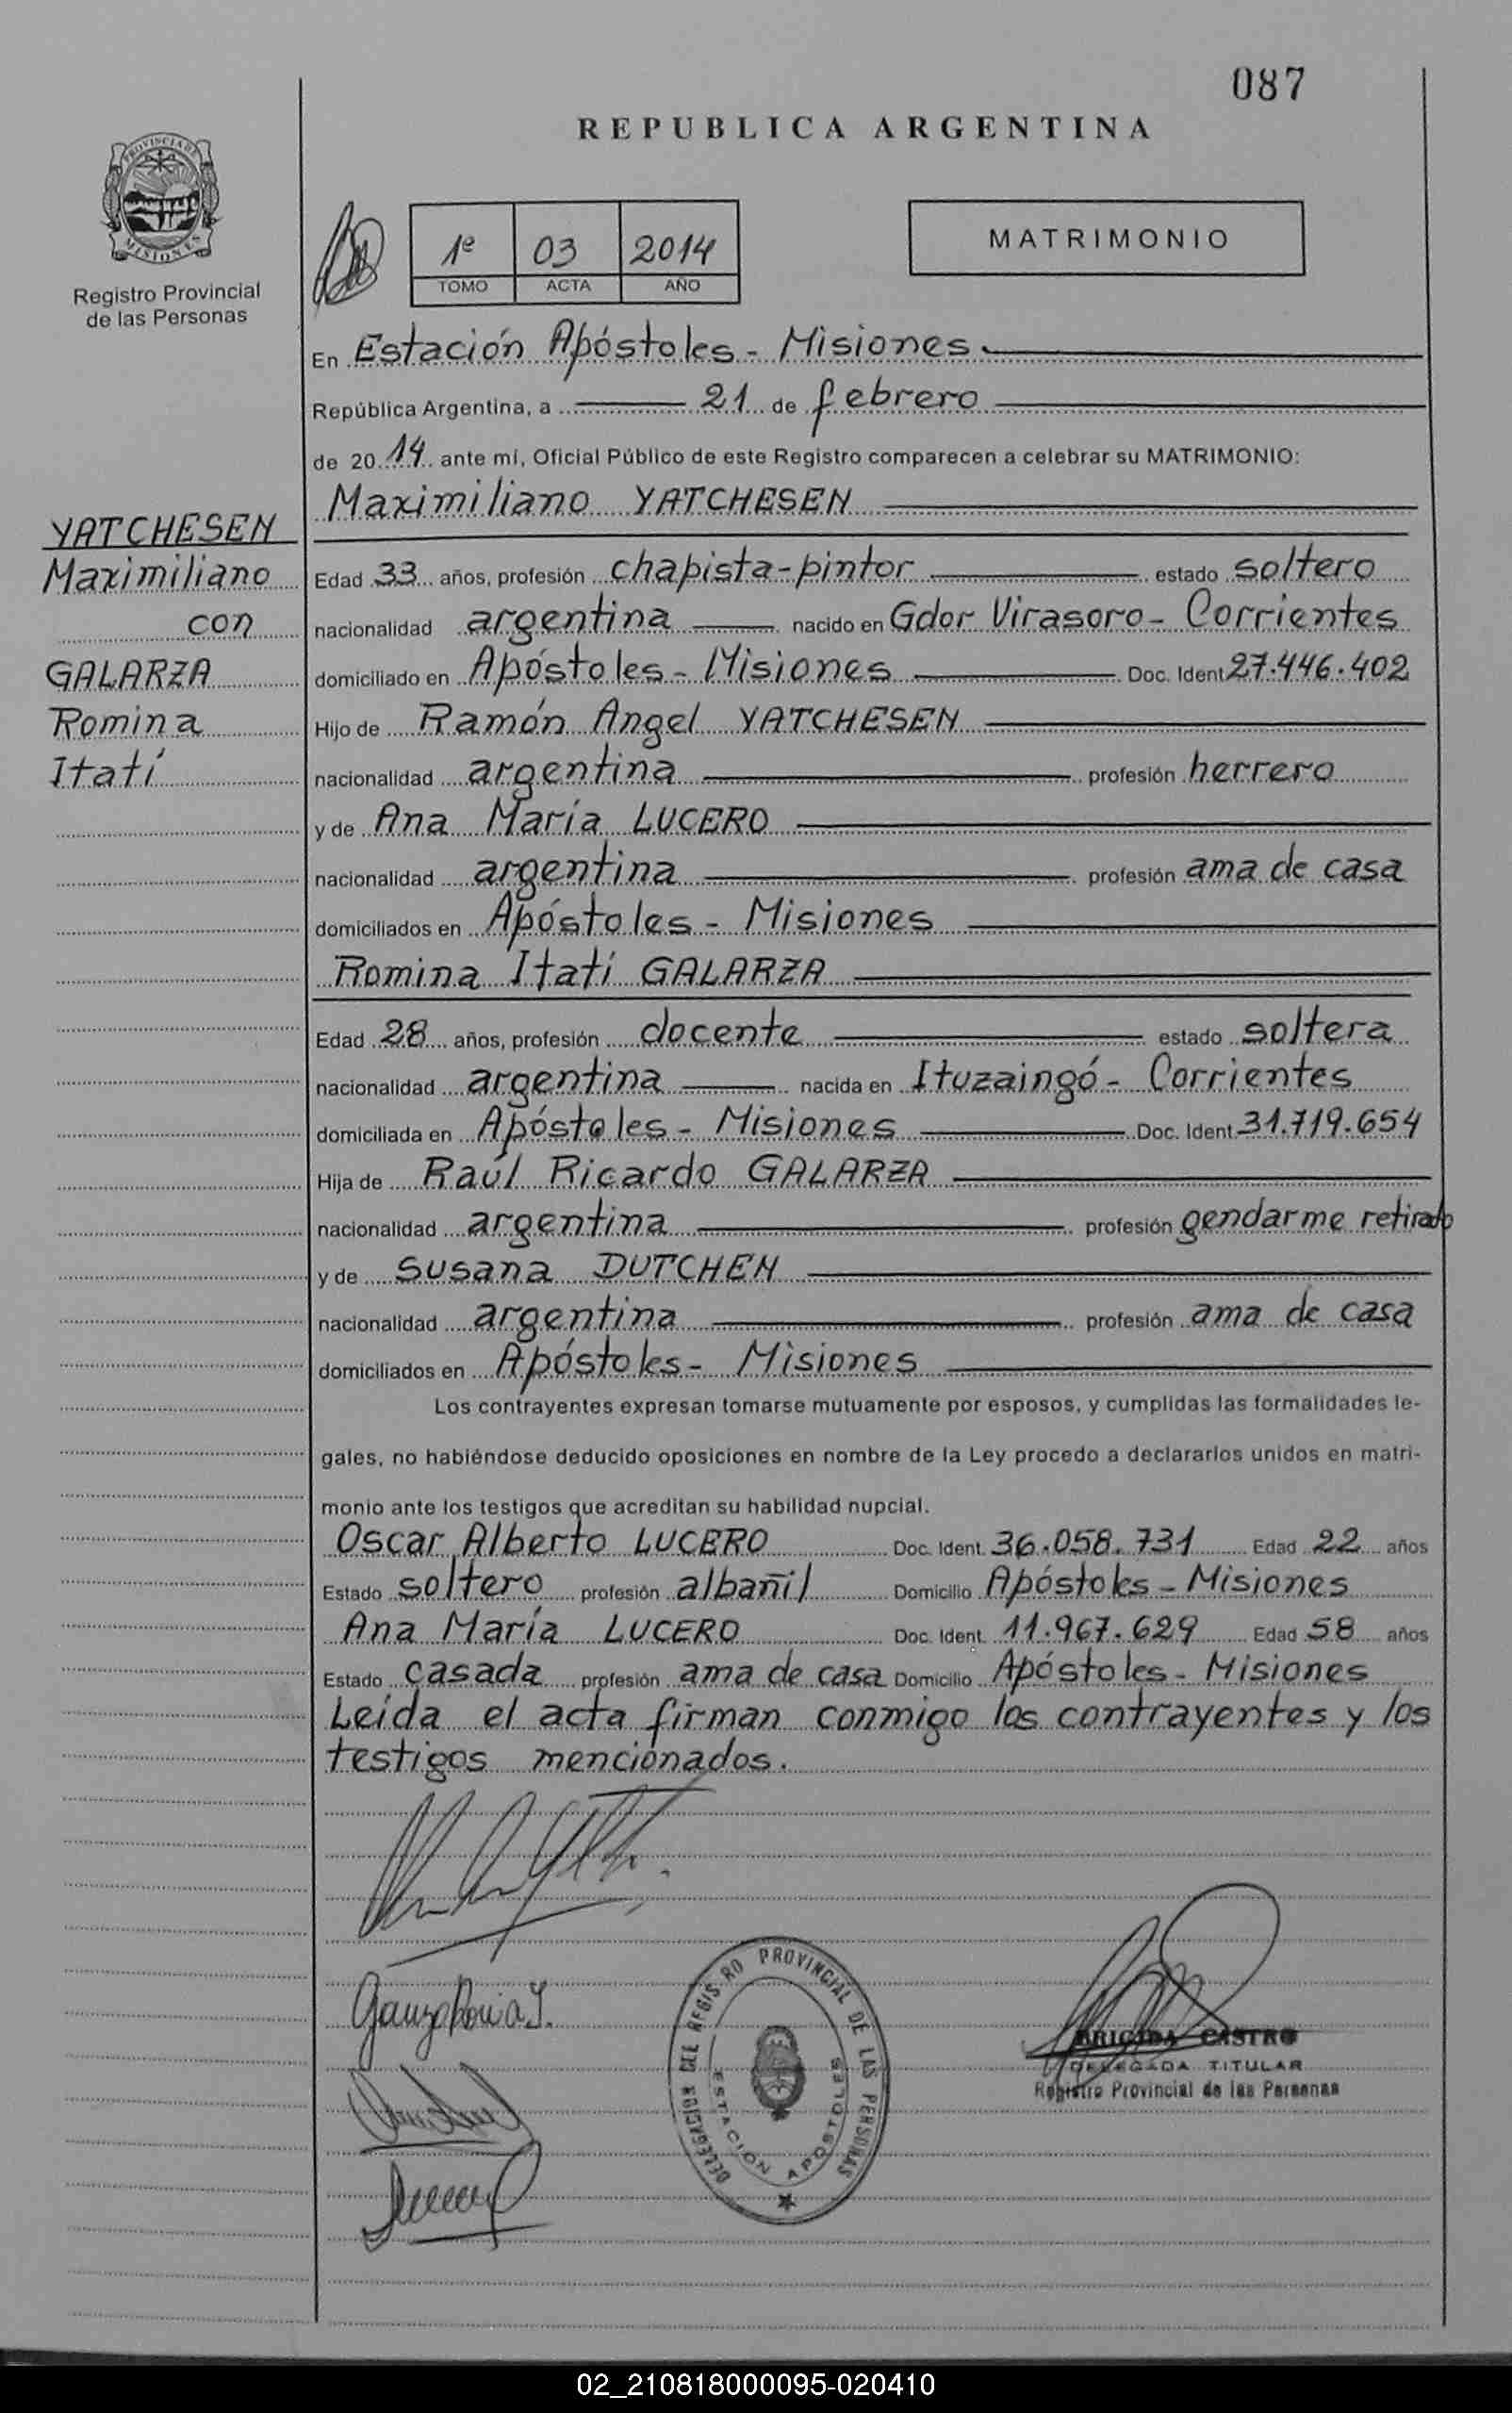 087
REPUBLICA ARGENTINA
PROVINCIA DE
MISIONES
Registro Provincial
de las Personas
1º 03 2014
TOMO ACTA AÑO
MATRIMONIO
En Estación Apóstoles - Misiones.
República Argentina, a 21 de febrero
de 2014 ante mí, Oficial Público de este Registro comparecen a celebrar su MATRIMONIO:
Maximiliano YATCHESEN
YATCHESEN
Maximiliano
con
GALARZA
Romina
Itatí
Edad 33 años, profesión chapista-pintor estado soltero
nacionalidad argentina nacido en Gdor Virasoro - Corrientes
domiciliado en Apóstoles - Misiones Doc. Ident 27.446.402
Hijo de Ramón Angel YATCHESEN
nacionalidad argentina profesión herrero
y de Ana María LUCERO
nacionalidad argentina profesión ama de casa
domiciliados en Apóstoles - Misiones
Romina Itatí GALARZA
Edad 28 años, profesión docente estado soltera
nacionalidad argentina nacida en Ituzaingó - Corrientes
domiciliada en Apóstoles - Misiones Doc. Ident. 31.719.654
Hija de Raúl Ricardo GALARZA
nacionalidad argentina profesión gendarme retirado
y de Susana DUTCHEN
nacionalidad argentina profesión ama de casa
domiciliados en Apóstoles - Misiones
Los contrayentes expresan tomarse mutuamente por esposos, y cumplidas las formalidades le-
gales, no habiéndose deducido oposiciones en nombre de la Ley procedo a declararlos unidos en matri-
monio ante los testigos que acreditan su habilidad nupcial.
Oscar Alberto LUCERO Doc. Ident. 36.058.731 Edad 22 años
Estado soltero profesión albañil Domicilio Apóstoles - Misiones
Ana María LUCERO Doc. Ident. 11.967.629 Edad 58 años
Estado casada profesión ama de casa Domicilio Apóstoles - Misiones
Leída el acta firman conmigo los contrayentes y los
testigos mencionados.
DELEGACION DEL REGISTRO PROVINCIAL DE LAS PERSONAS
ESTACION APOSTOLES
BRIGIDA CASTRO
DELEGADA TITULAR
Registro Provincial de las Personas
02_210818000095-020410